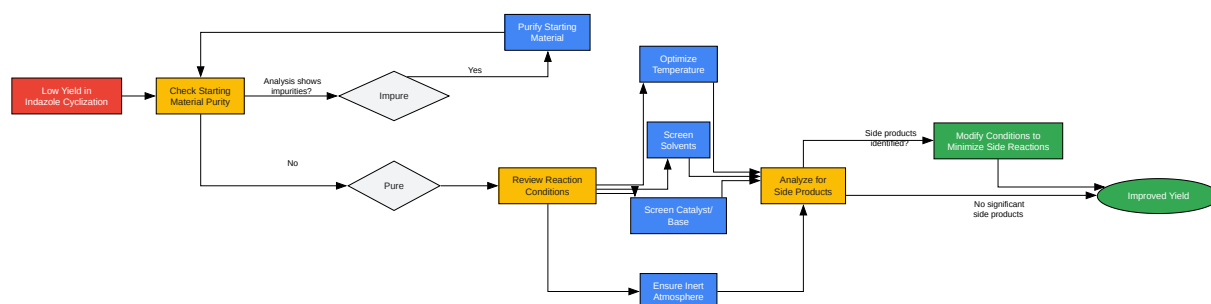 Low Yield in
Indazole Cyclization
Check Starting
Material Purity
Analysis shows
impurities?
Impure
Yes
Purify Starting
Material
No
Pure
Review Reaction
Conditions
Optimize
Temperature
Screen
Solvents
Screen Catalyst/
Base
Ensure Inert
Atmosphere
Analyze for
Side Products
Side products
identified?
Modify Conditions to
Minimize Side Reactions
No significant
side products
Improved Yield